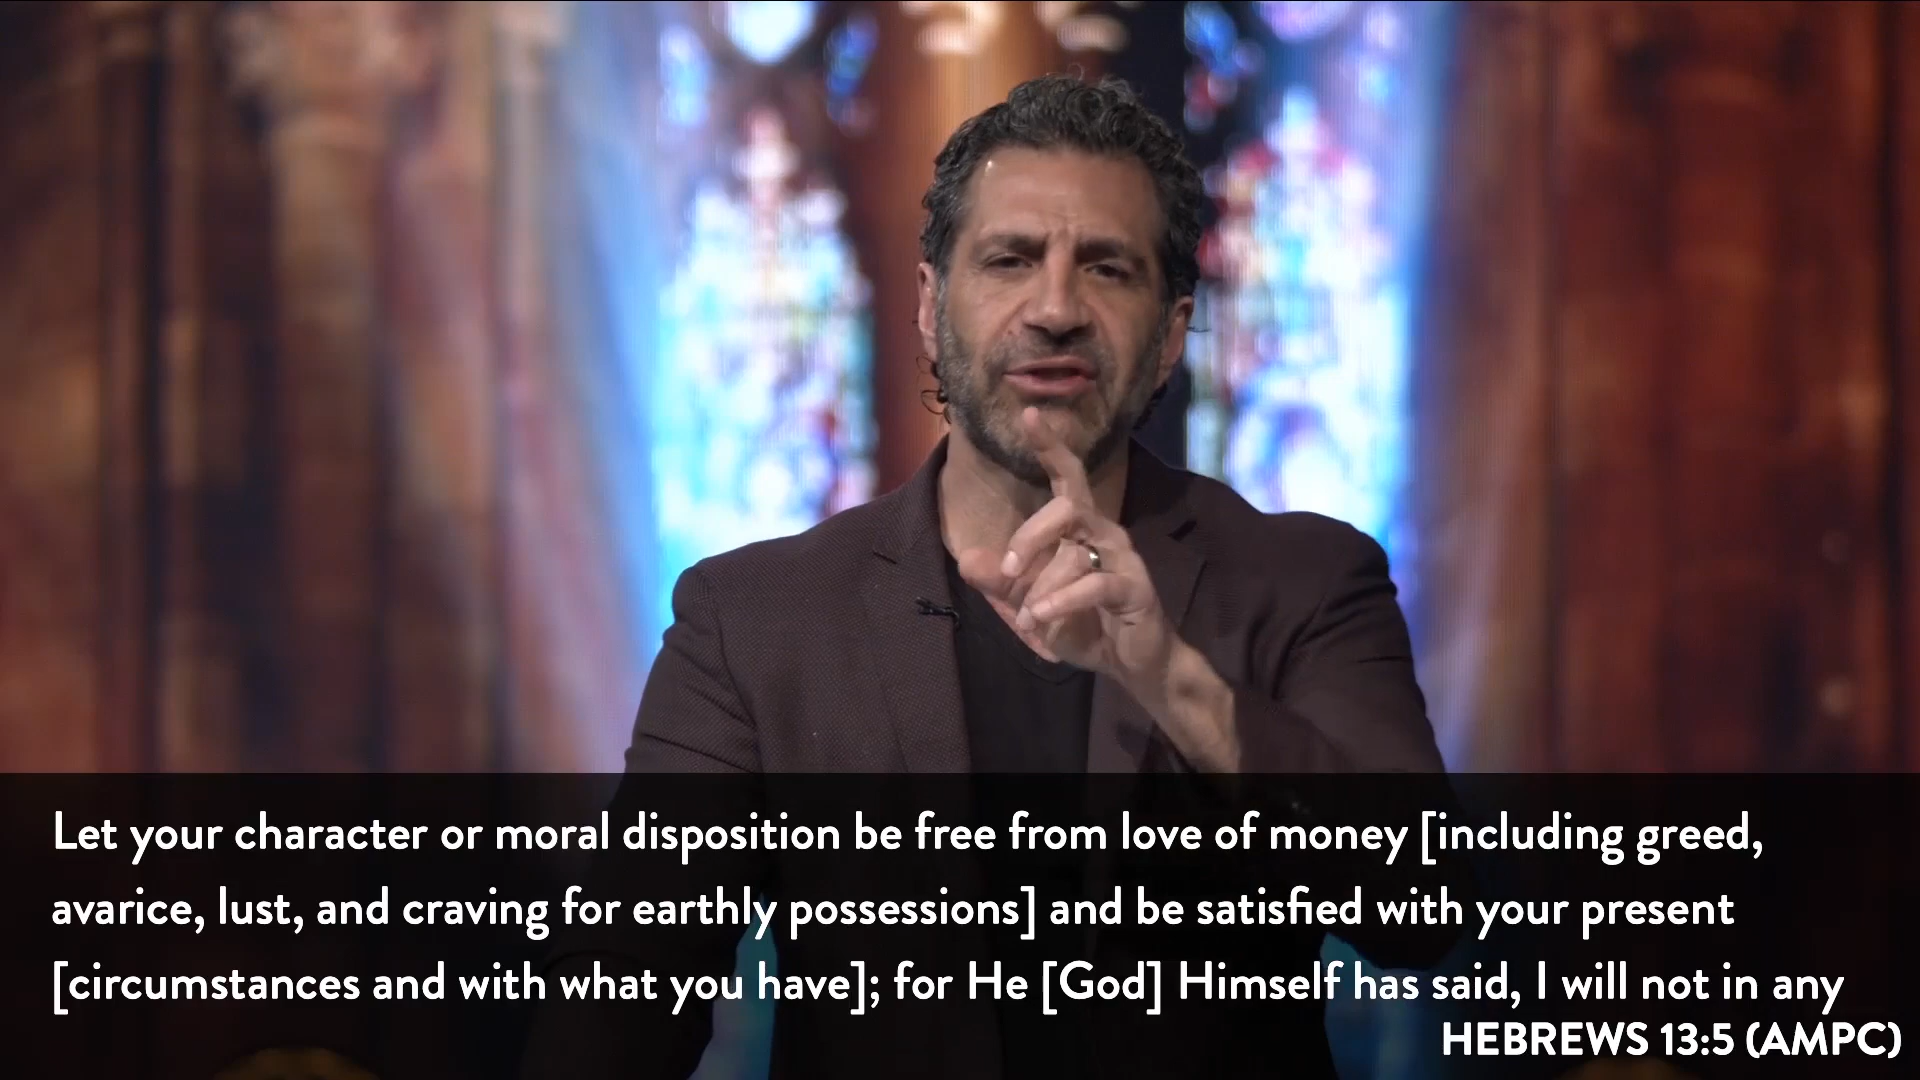 Let your character or moral disposition be free from love of money [including greed,
avarice, lust, and craving for earthly possessions] and be satisfied with your present
[circumstances and with what you have]; for He [God] Himself has said, I will not in any
HEBREWS 13:5 (AMPC)